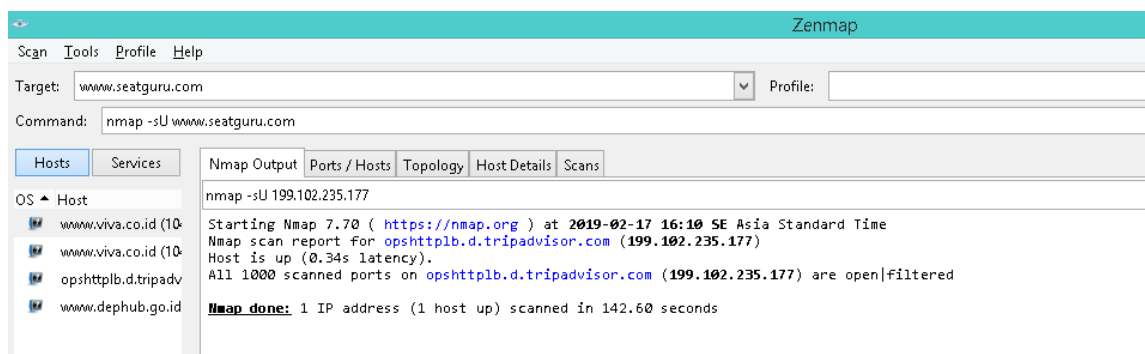 Zenmap
Scan Tools Profile Help
Target: www.seatguru.com Profile:
Command: nmap -sU www.seatguru.com
Hosts Services Nmap Output Ports / Hosts Topology Host Details Scans
OS Host
nmap -sU 199.102.235.177
www.viva.co.id (10
www.viva.co.id (10
opshttplb.d.tripadv
www.dephub.go.id
Starting Nmap 7.70 ( https://nmap.org ) at 2019-02-17 16:10 SE Asia Standard Time
Nmap scan report for opshttplb.d.tripadvisor.com (199.102.235.177)
Host is up (0.34s latency).
All 1000 scanned ports on opshttplb.d.tripadvisor.com (199.102.235.177) are open|filtered
Nmap done: 1 IP address (1 host up) scanned in 142.60 seconds